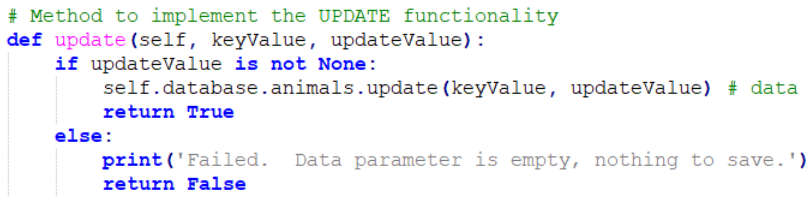 # Method to implement the UPDATE functionality
def update(self, keyValue, updateValue):
    if updateValue is not None:
        self.database.animals.update(keyValue, updateValue) # data
        return True
    else:
        print('Failed.  Data parameter is empty, nothing to save.')
        return False